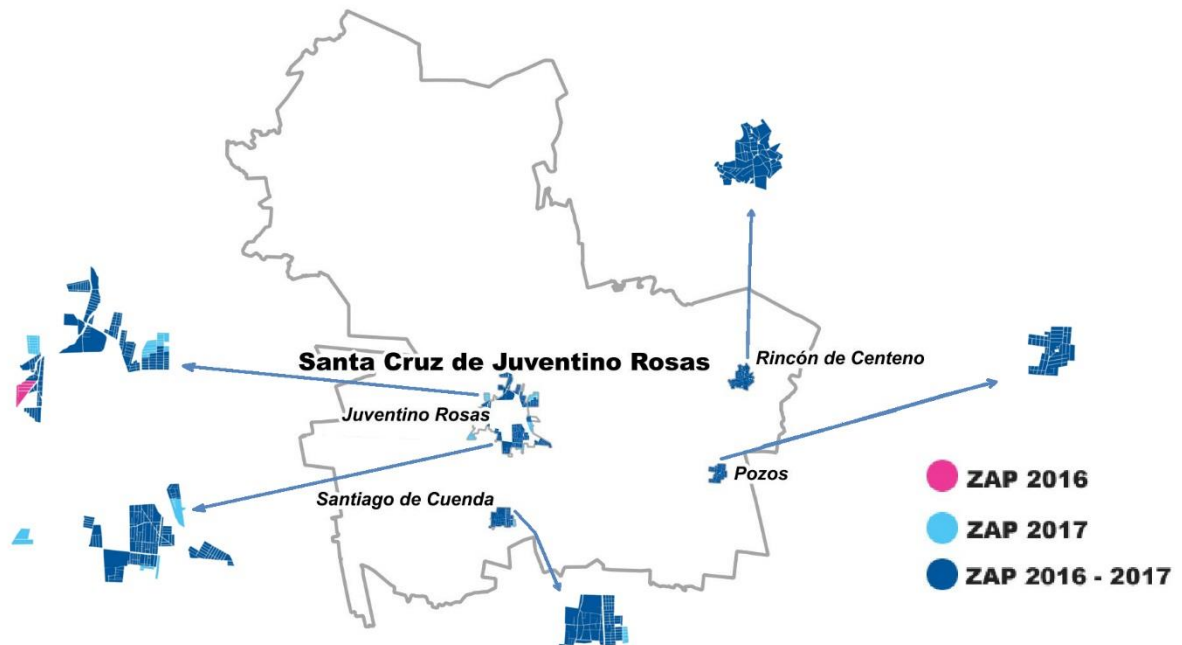 Santa Cruz de Juventino Rosas
Rincón de Centeno
Juventino Rosas
Pozos
Santiago de Cuenda
ZAP 2016
ZAP 2017
ZAP 2016 - 2017